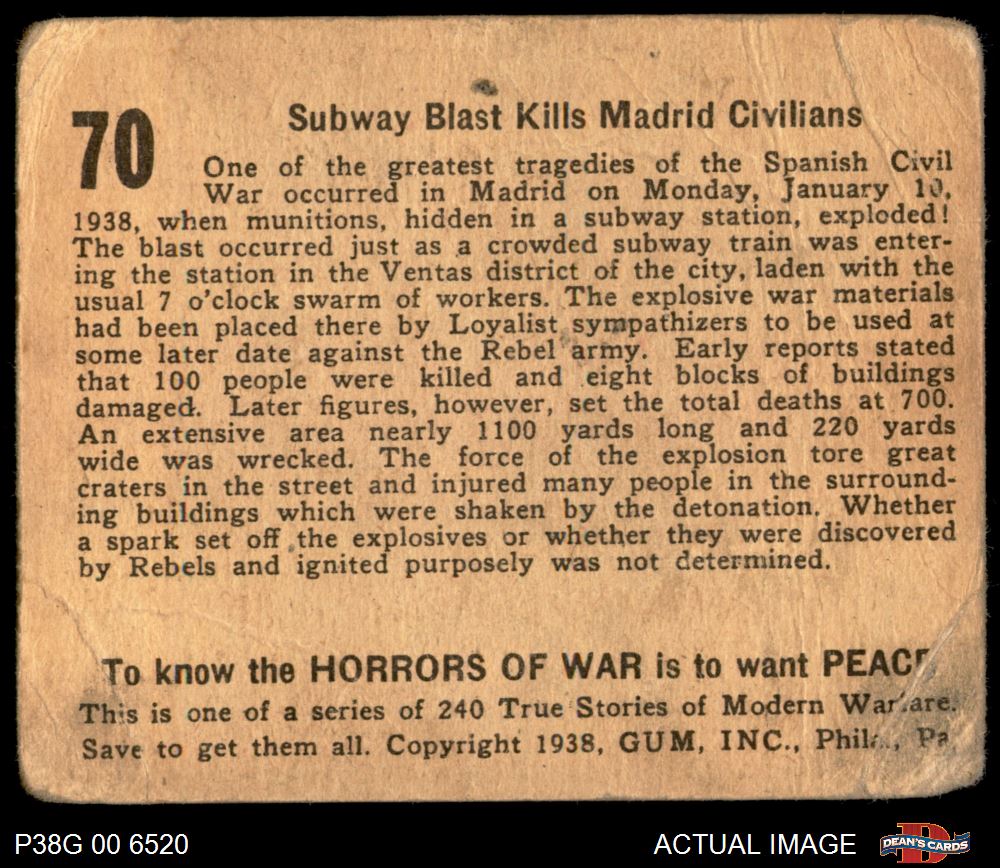 70
Subway Blast Kills Madrid Civilians
One of the greatest tragedies of the Spanish Civil
War occurred in Madrid on Monday, January 10,
1938, when munitions, hidden in a subway station, exploded!
The blast occurred just as a crowded subway train was enter-
ing the station in the Ventas district of the city, laden with the
usual 7 o'clock swarm of workers. The explosive war materials
had been placed there by Loyalist sympathizers to be used at
some later date against the Rebel army. Early reports stated
that 100 people were killed and eight blocks of buildings
damaged. Later figures, however, set the total deaths at 700.
An extensive area nearly 1100 yards long and 220 yards
wide was wrecked. The force of the explosion tore great
craters in the street and injured many people in the surround-
ing buildings which were shaken by the detonation. Whether
a spark set off the explosives or whether they were discovered
by Rebels and ignited purposely was not determined.
To know the HORRORS OF WAR is to want PEACE
This is one of a series of 240 True Stories of Modern Warfare.
Save to get them all. Copyright 1938, GUM, INC., Phila., Pa.
P38G 00 6520
ACTUAL IMAGE
D
DEAN'S CARDS